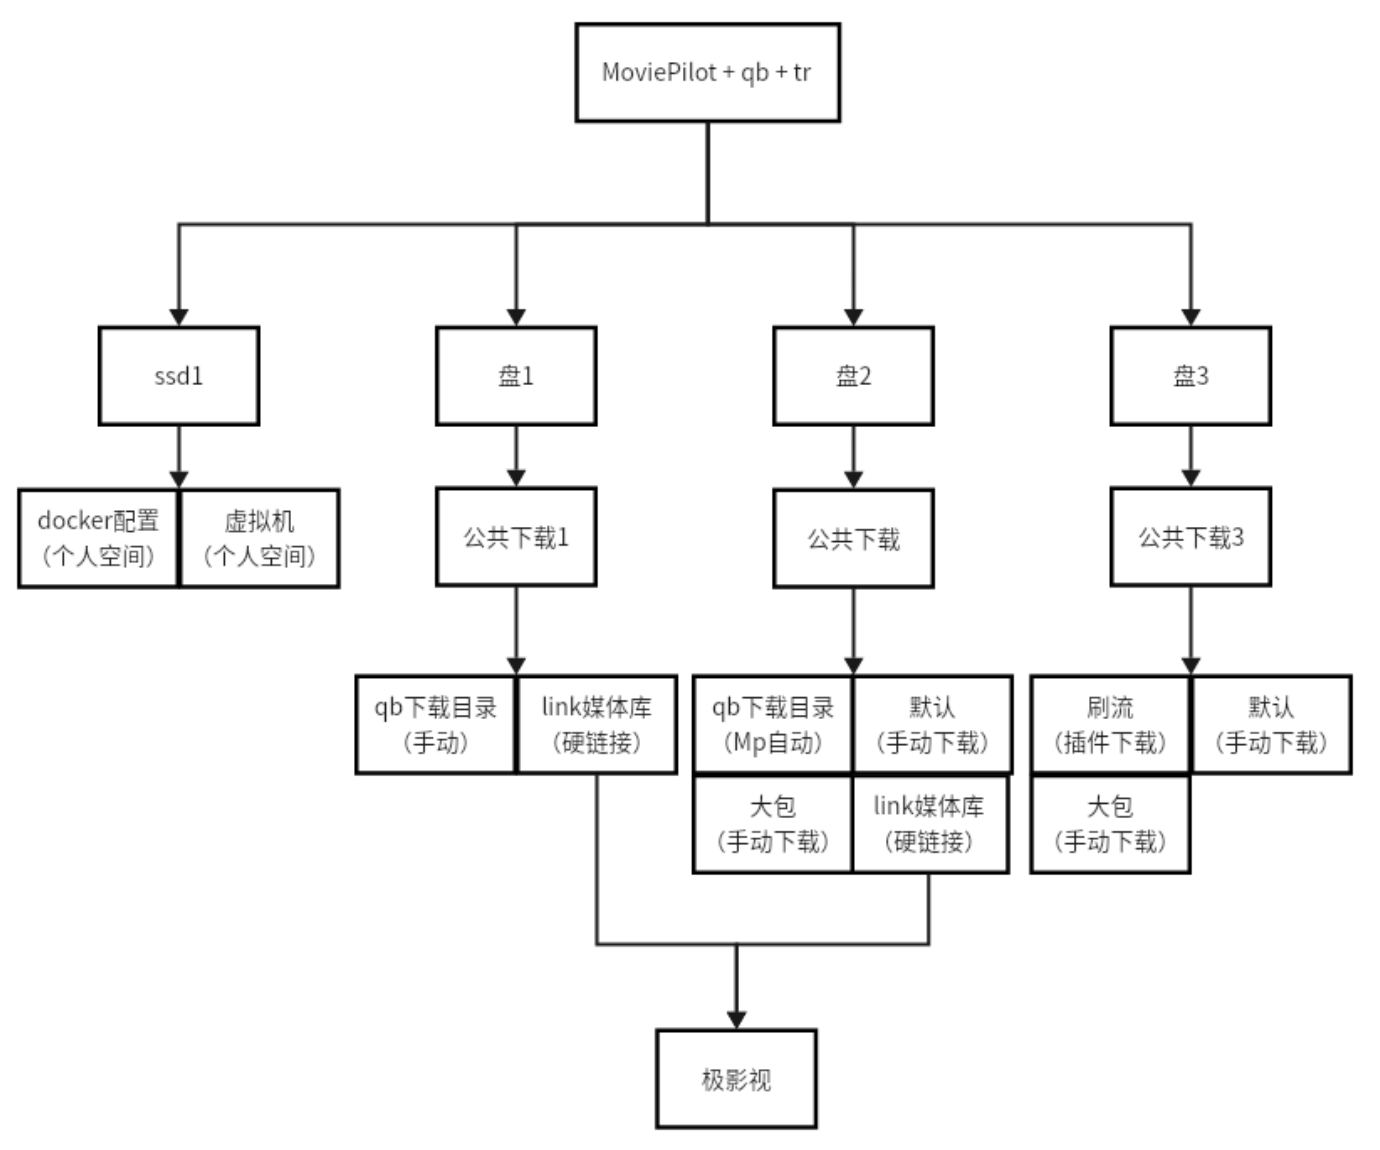 MoviePilot + qb + tr
ssd1
盘1
盘2
盘3
docker配置
（个人空间）
虚拟机
（个人空间）
公共下载1
公共下载
公共下载3
qb下载目录
（手动）
link媒体库
（硬链接）
qb下载目录
（Mp自动）
默认
（手动下载）
刷流
（插件下载）
默认
（手动下载）
大包
（手动下载）
link媒体库
（硬链接）
大包
（手动下载）
极影视